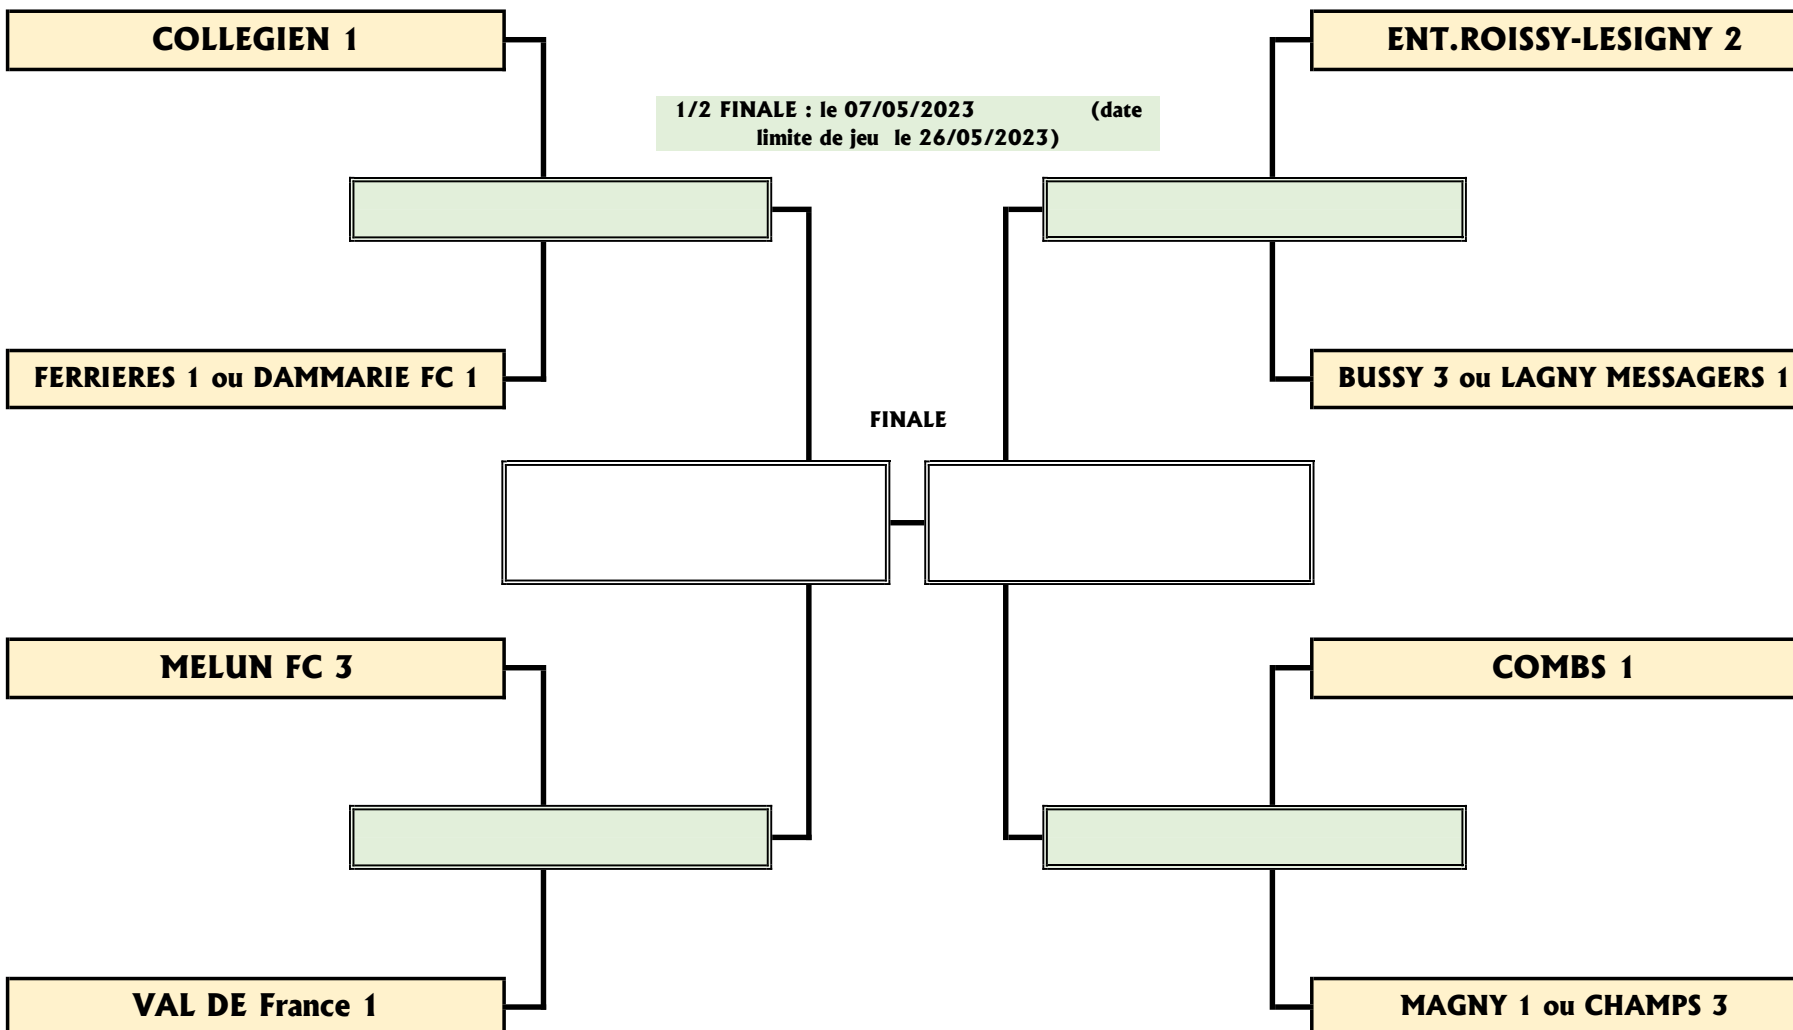 COLLEGIEN 1
ENT.ROISSY-LESIGNY 2
1/2 FINALE : le 07/05/2023 (date
limite de jeu le 26/05/2023)
FERRIERES 1 ou DAMMARIE FC 1
BUSSY 3 ou LAGNY MESSAGERS 1
FINALE
MELUN FC 3
COMBS 1
VAL DE France 1
MAGNY 1 ou CHAMPS 3